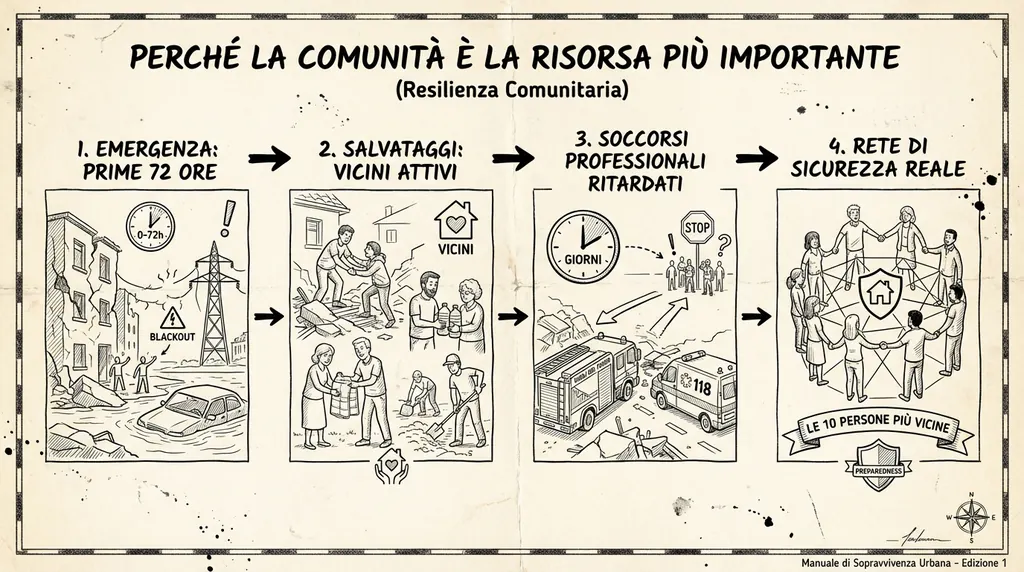 PERCHÉ LA COMUNITÀ È LA RISORSA PIÙ IMPORTANTE
(Resilienza Comunitaria)
1. EMERGENZA:
PRIME 72 ORE
0-72h
!
BLACKOUT
2. SALVATAGGI:
VICINI ATTIVI
VICINI
3. SOCCORSI
PROFESSIONALI
RITARDATI
GIORNI
!
STOP
?
118
4. RETE DI
SICUREZZA REALE
LE 10 PERSONE PIÙ VICINE
PREPAREDNESS
N
W
E
S
Manuale di Sopravvivenza Urbana - Edizione 1